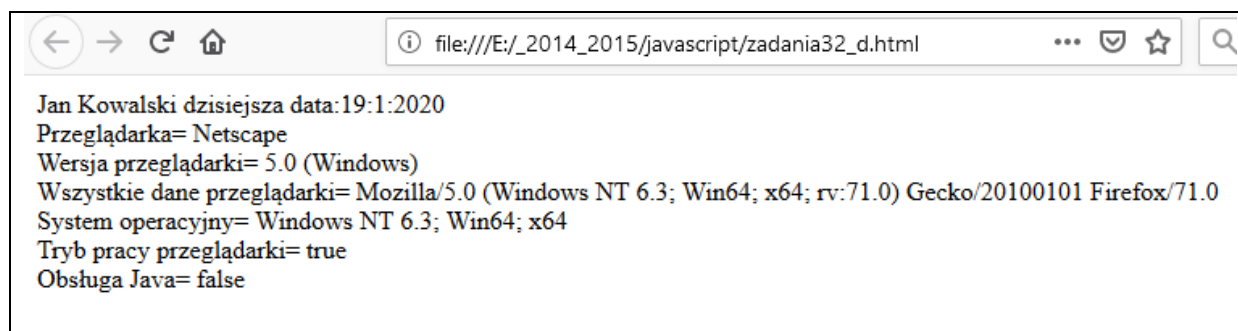 file:///E:/_2014_2015/javascript/zadania32_d.html
Jan Kowalski dzisiejsza data:19:1:2020
Przeglądarka= Netscape
Wersja przeglądarki= 5.0 (Windows)
Wszystkie dane przeglądarki= Mozilla/5.0 (Windows NT 6.3; Win64; x64; rv:71.0) Gecko/20100101 Firefox/71.0
System operacyjny= Windows NT 6.3; Win64; x64
Tryb pracy przeglądarki= true
Obsługa Java= false